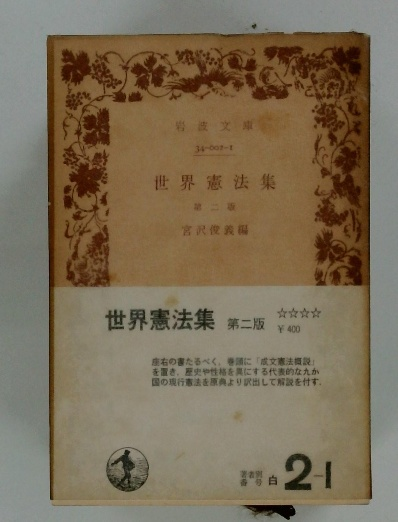 岩波文庫
34-002-1
世界憲法集
第二版
宮沢俊義編
世界憲法集 第二版 ☆☆☆☆
¥400
座右の書たるべく，巻頭に「成文憲法概説」
を置き，歴史や性格を異にする代表的な九か
国の現行憲法を原典より訳出して解説を付す．
著者別
番号 白 2-1